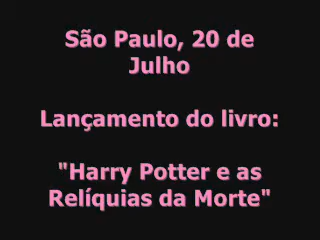 São Paulo, 20 de
Julho
Lançamento do livro:
"Harry Potter e as
Relíquias da Morte"